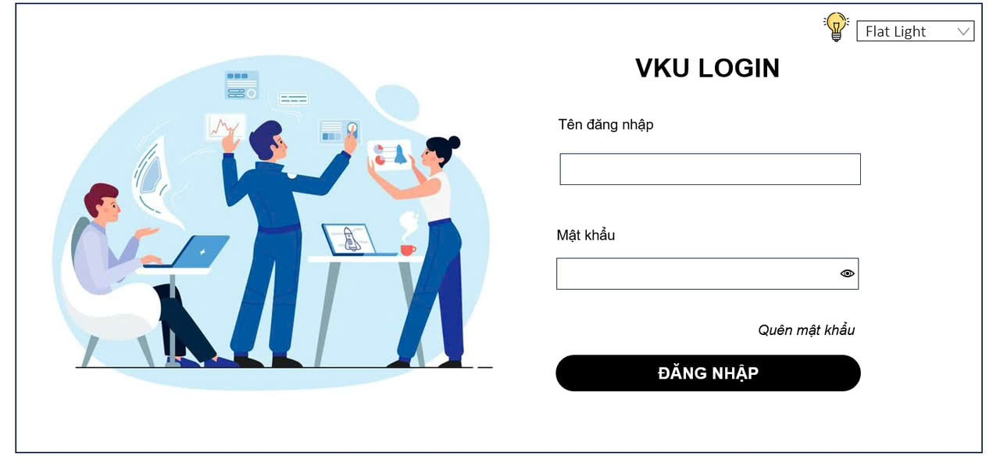 Flat Light
VKU LOGIN
Tên đăng nhập
Mật khẩu
Quên mật khẩu
ĐĂNG NHẬP